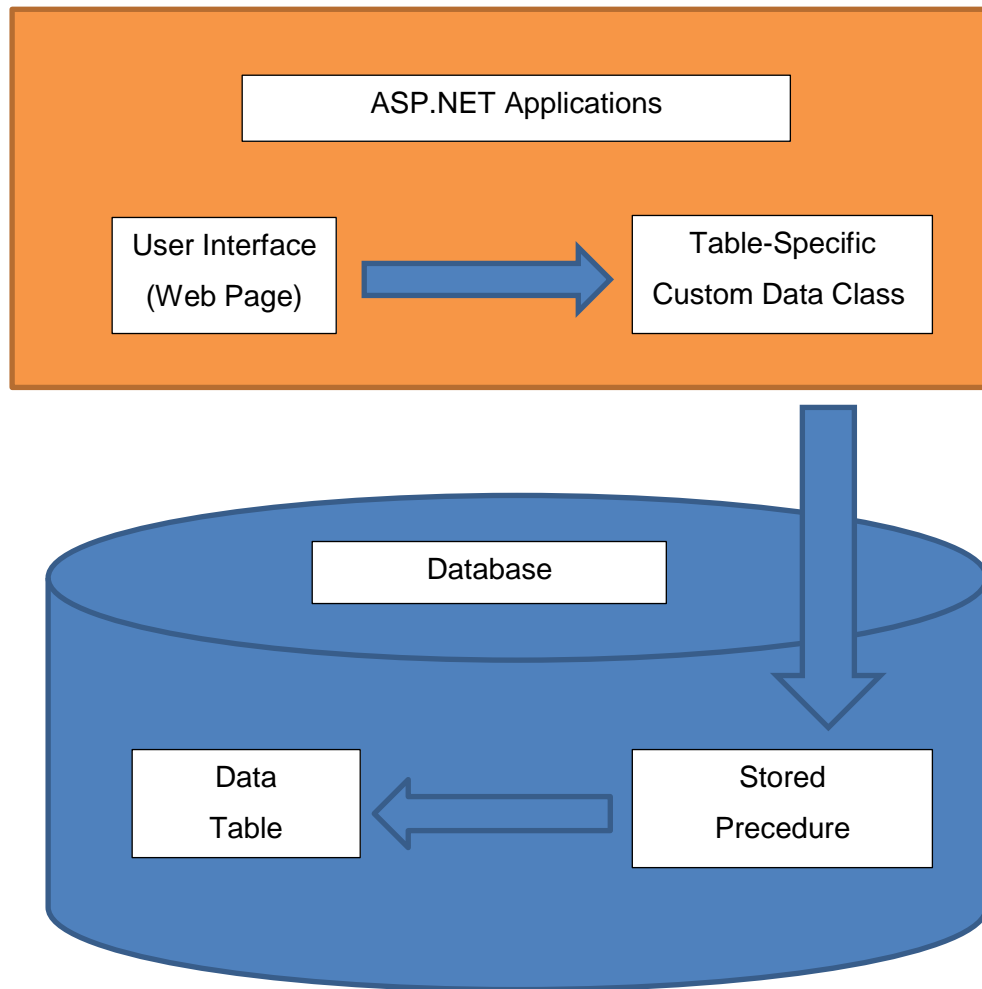 ASP.NET Applications
User Interface
(Web Page)
Table-Specific
Custom Data Class
Database
Data
Table
Stored
Precedure